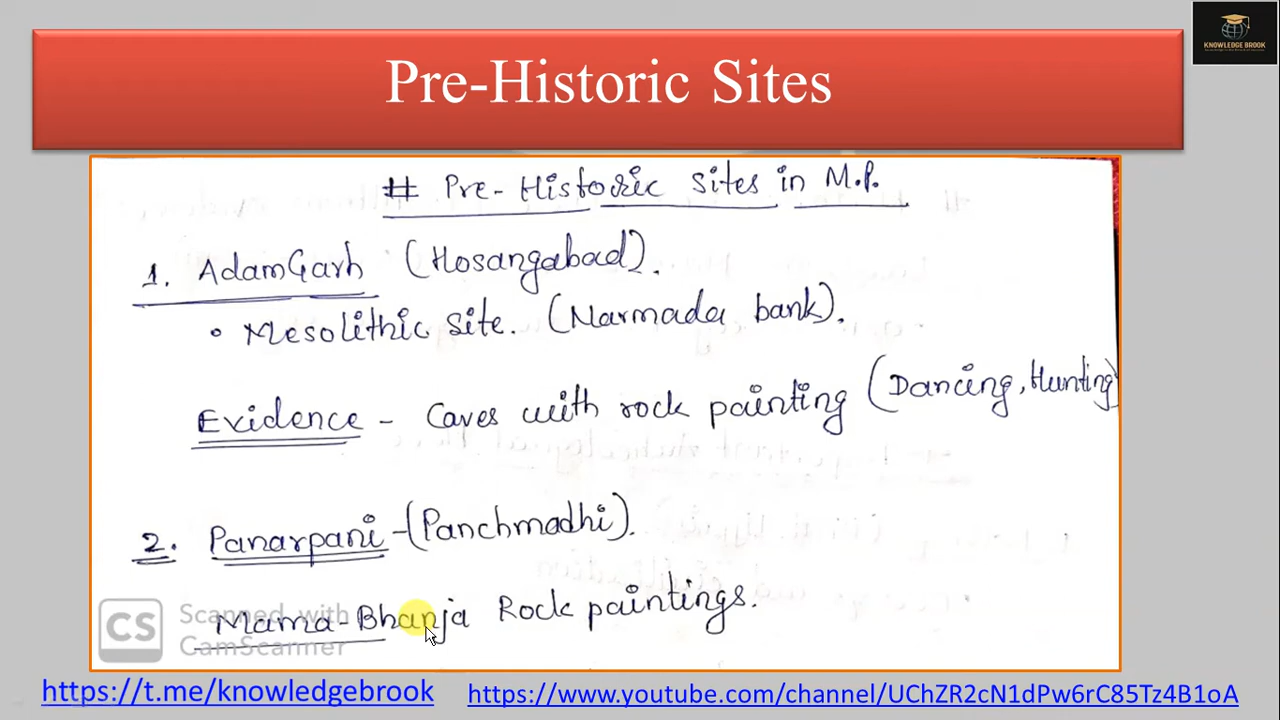 KNOWLEDGE BROOK
Pre-Historic Sites
# Pre-Historic Sites in M.P.
1. AdamGarh (Hosangabad).
• Mesolithic site. (Narmada bank).
Evidence - Caves with rock painting (Dancing, Hunting)
2. Panarpani - (Panchmadhi).
Mama-Bhanja Rock paintings.
CS Scanned with
CamScanner
https://t.me/knowledgebrook https://www.youtube.com/channel/UChZR2cN1dPw6rC85Tz4B1oA